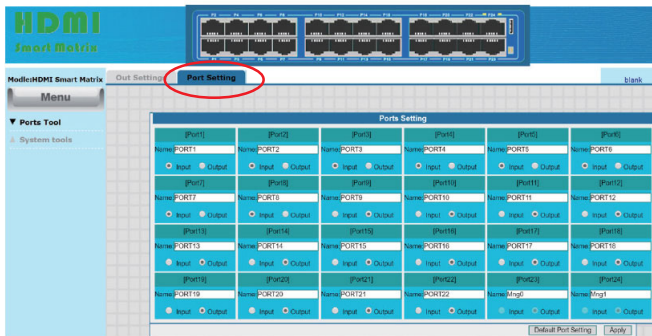 HDMI
Smart Matrix
Modle:HDMI Smart Matrix
Out Setting
Port Setting
blank
Menu
Ports Tool
System tools
Ports Setting
[Port1] [Port2] [Port3] [Port4] [Port5] [Port6]
Name: PORT1 Name: PORT2 Name: PORT3 Name: PORT4 Name: PORT5 Name: PORT6
Input Output Input Output Input Output Input Output Input Output Input Output
[Port7] [Port8] [Port9] [Port10] [Port11] [Port12]
Name: PORT7 Name: PORT8 Name: PORT9 Name: PORT10 Name: PORT11 Name: PORT12
Input Output Input Output Input Output Input Output Input Output Input Output
[Port13] [Port14] [Port15] [Port16] [Port17] [Port18]
Name: PORT13 Name: PORT14 Name: PORT15 Name: PORT16 Name: PORT17 Name: PORT18
Input Output Input Output Input Output Input Output Input Output Input Output
[Port19] [Port20] [Port21] [Port22] [Port23] [Port24]
Name: PORT19 Name: PORT20 Name: PORT21 Name: PORT22 Name: Mng0 Name: Mng1
Input Output Input Output Input Output Input Output Input Output Input Output
Default Port Setting Apply